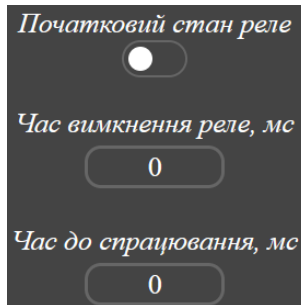 Початковий стан реле
Час вимкнення реле, мс
0
Час до спрацювання, мс
0